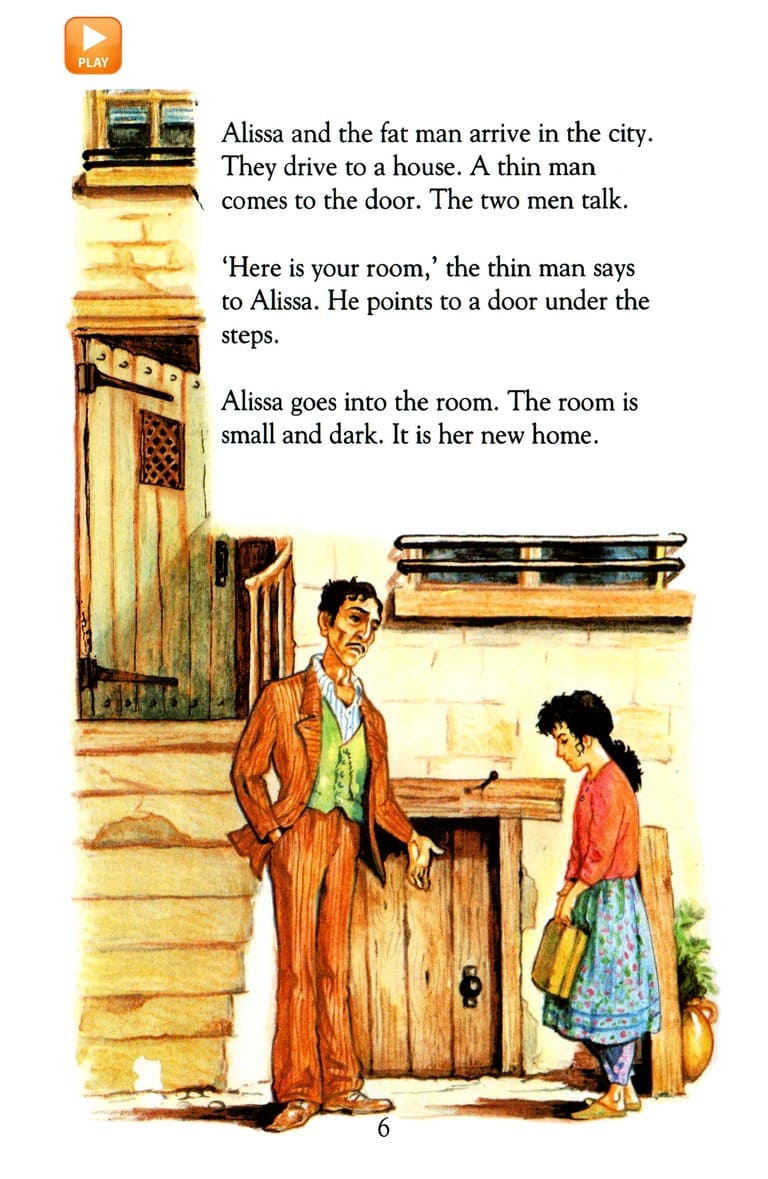 PLAY
Alissa and the fat man arrive in the city.
They drive to a house. A thin man
comes to the door. The two men talk.
‘Here is your room,’ the thin man says
to Alissa. He points to a door under the
steps.
Alissa goes into the room. The room is
small and dark. It is her new home.
6